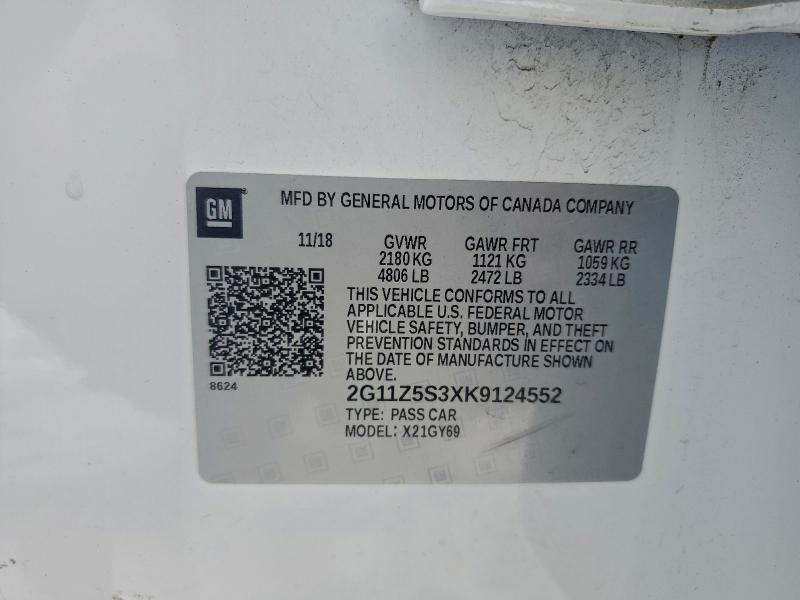 GM
MFD BY GENERAL MOTORS OF CANADA COMPANY
11/18 GVWR GAWR FRT GAWR RR
2180 KG 1121 KG 1059 KG
4806 LB 2472 LB 2334 LB
THIS VEHICLE CONFORMS TO ALL
APPLICABLE U.S. FEDERAL MOTOR
VEHICLE SAFETY, BUMPER, AND THEFT
PREVENTION STANDARDS IN EFFECT ON
THE DATE OF MANUFACTURE SHOWN
ABOVE.
8624
2G11Z5S3XK9124552
TYPE: PASS CAR
MODEL: X21GY69